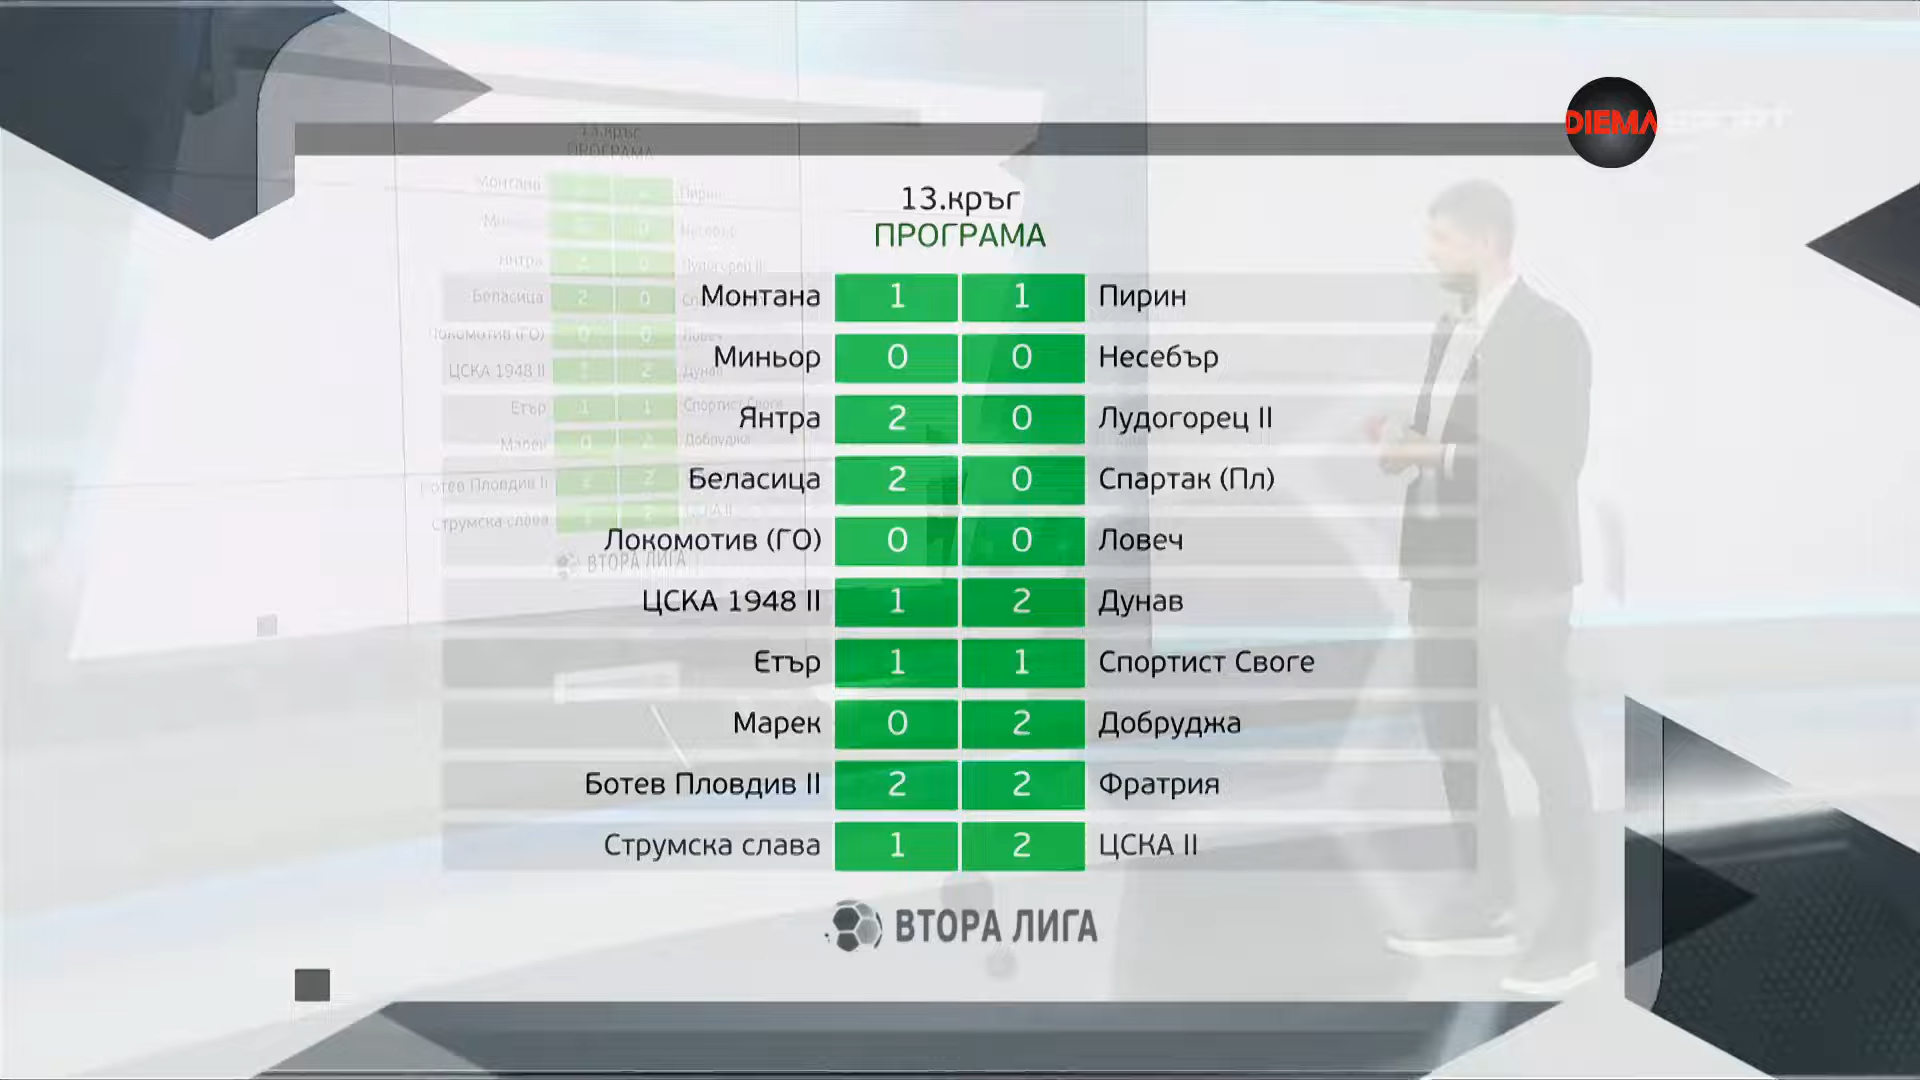 DIEMA SPORT
13.кръг
ПРОГРАМА
Монтана 1 1 Пирин
Миньор 0 0 Несебър
Янтра 2 0 Лудогорец II
Беласица 2 0 Спартак (Пл)
Локомотив (ГО) 0 0 Ловеч
ЦСКА 1948 II 1 2 Дунав
Етър 1 1 Спортист Своге
Марек 0 2 Добруджа
Ботев Пловдив II 2 2 Фратрия
Струмска слава 1 2 ЦСКА II
ВТОРА ЛИГА